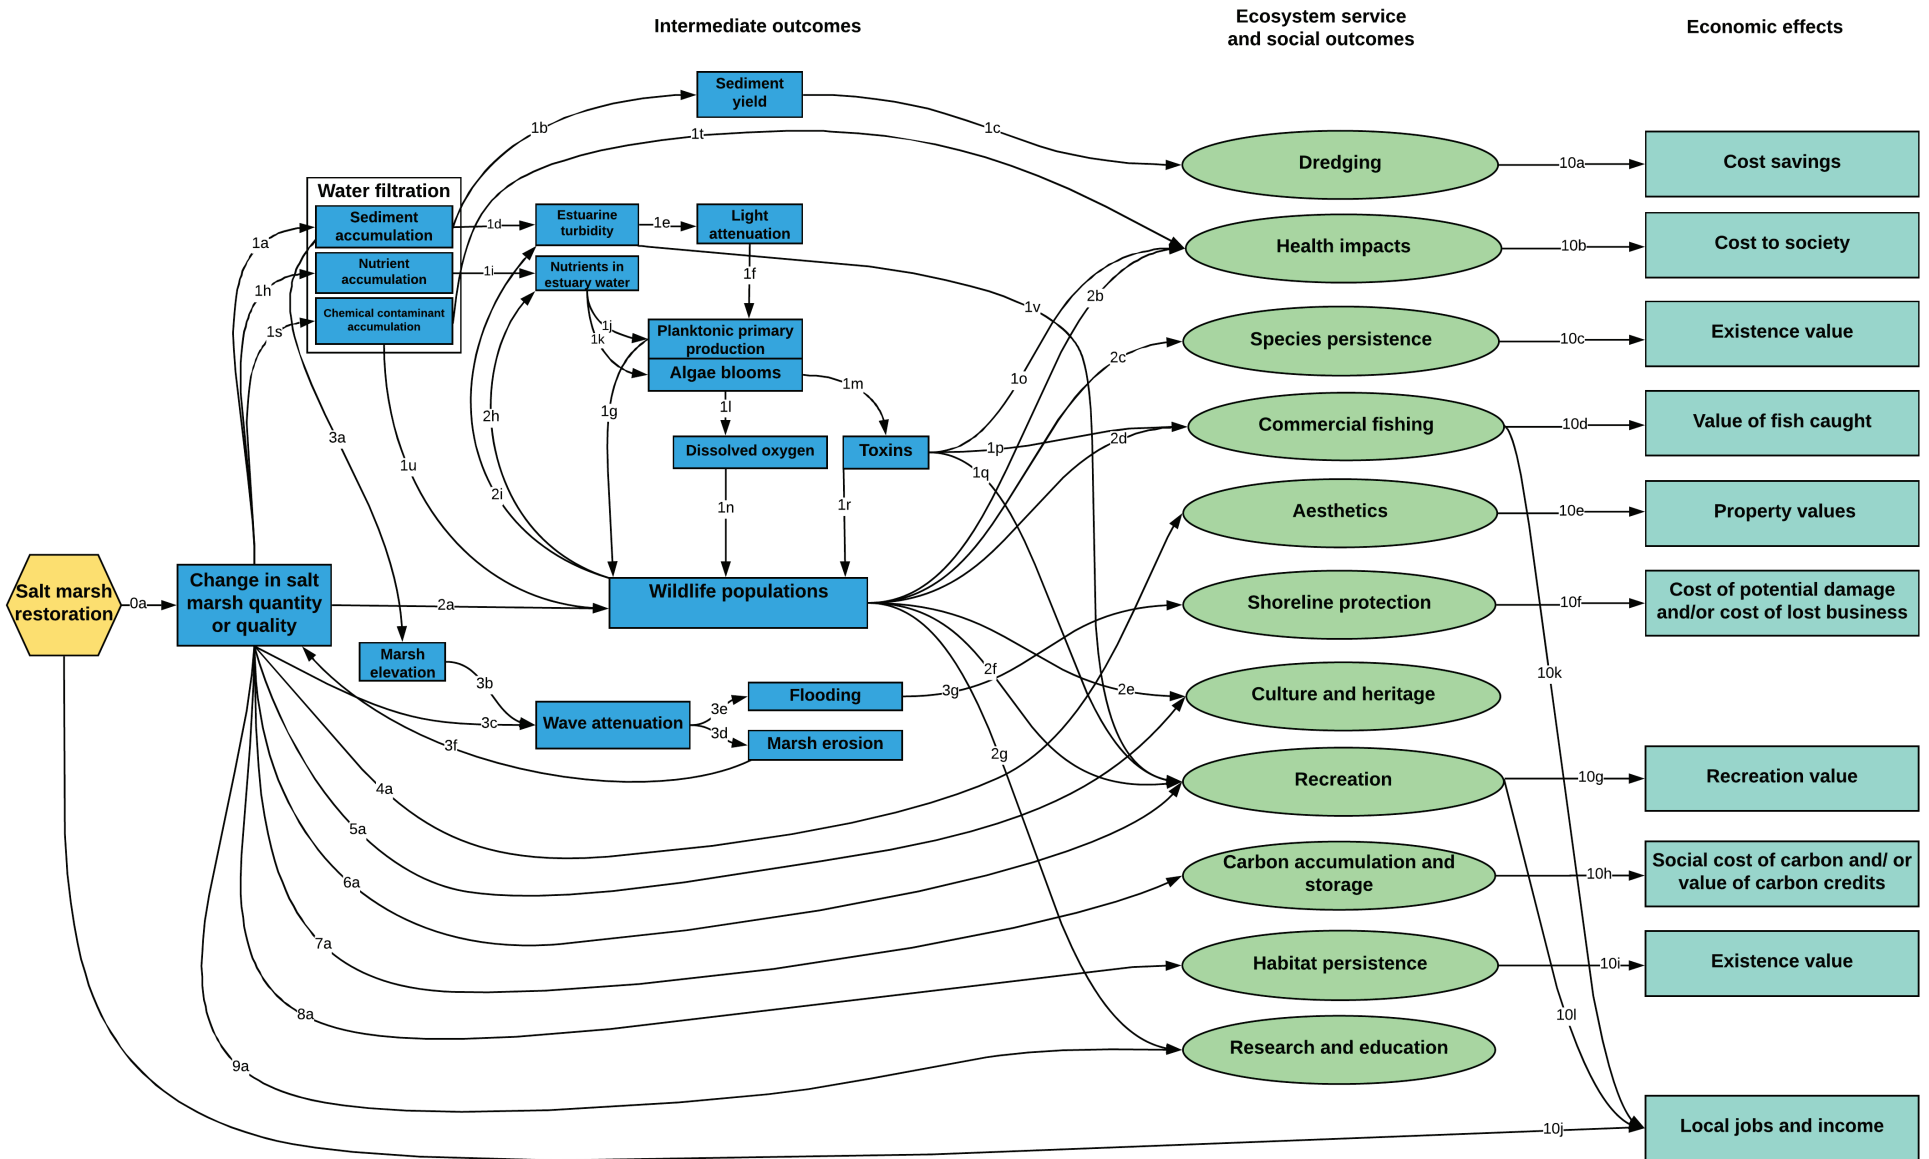 Intermediate outcomes
Ecosystem service
and social outcomes
Economic effects
Salt marsh
restoration
0a
Change in salt
marsh quantity
or quality
1a
1h
1s
Water filtration
Sediment
accumulation
Nutrient
accumulation
Chemical contaminant
accumulation
1b
1t
1d
1i
3a
1u
2a
Sediment
yield
1c
Estuarine
turbidity
1e
Light
attenuation
Nutrients in
estuary water
1f
1j
1k
Planktonic primary
production
Algae blooms
1g
1l
1m
2h
2i
Dissolved oxygen
Toxins
1n
1r
1o
1p
1q
1v
Wildlife populations
2b
2c
2d
2e
2f
2g
Marsh
elevation
3b
3c
Wave attenuation
3e
3d
Flooding
Marsh erosion
3g
3f
4a
5a
6a
7a
8a
9a
Dredging
Health impacts
Species persistence
Commercial fishing
Aesthetics
Shoreline protection
Culture and heritage
Recreation
Carbon accumulation and
storage
Habitat persistence
Research and education
10a
10b
10c
10d
10e
10f
10k
10g
10h
10i
10l
10j
Cost savings
Cost to society
Existence value
Value of fish caught
Property values
Cost of potential damage
and/or cost of lost business
Recreation value
Social cost of carbon and/ or
value of carbon credits
Existence value
Local jobs and income